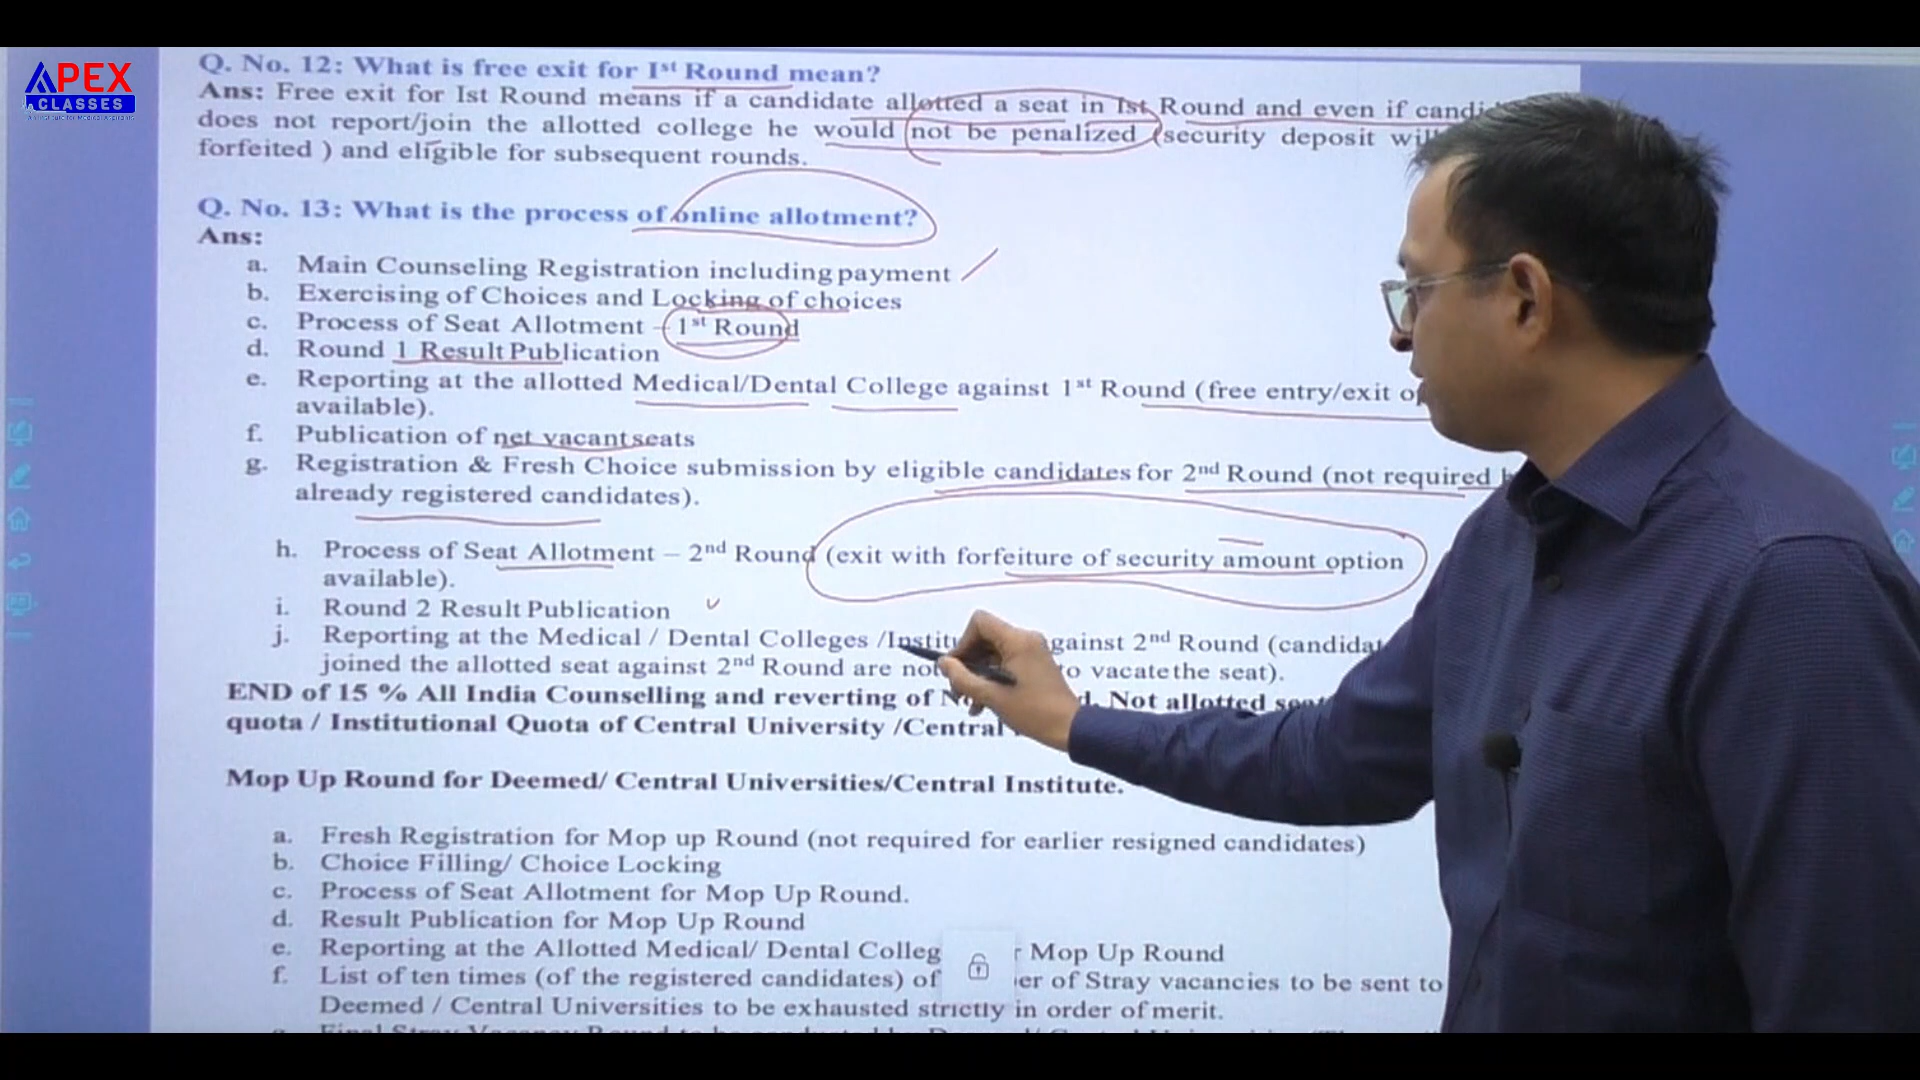 APEX
CLASSES
Q. No. 12: What is free exit for Ist Round mean?
Ans: Free exit for Ist Round means if a candidate allotted a seat in Ist Round and even if candi
does not report/join the allotted college he would not be penalized (security deposit wil
forfeited ) and eligible for subsequent rounds.
Q. No. 13: What is the process of online allotment?
Ans:
a. Main Counseling Registration including payment
b. Exercising of Choices and Locking of choices
c. Process of Seat Allotment – 1st Round
d. Round 1 Result Publication
e. Reporting at the allotted Medical/Dental College against 1st Round (free entry/exit o
available).
f. Publication of net vacant seats
g. Registration & Fresh Choice submission by eligible candidates for 2nd Round (not required
already registered candidates).
h. Process of Seat Allotment – 2nd Round (exit with forfeiture of security amount option
available).
i. Round 2 Result Publication
j. Reporting at the Medical / Dental Colleges /Institu against 2nd Round (candidat
joined the allotted seat against 2nd Round are not to vacate the seat).
END of 15 % All India Counselling and reverting of N Not allotted seat
quota / Institutional Quota of Central University /Central
Mop Up Round for Deemed/ Central Universities/Central Institute.
a. Fresh Registration for Mop up Round (not required for earlier resigned candidates)
b. Choice Filling/ Choice Locking
c. Process of Seat Allotment for Mop Up Round.
d. Result Publication for Mop Up Round
e. Reporting at the Allotted Medical/ Dental Colleg r Mop Up Round
f. List of ten times (of the registered candidates) of er of Stray vacancies to be sent to
Deemed / Central Universities to be exhausted strictly in order of merit.